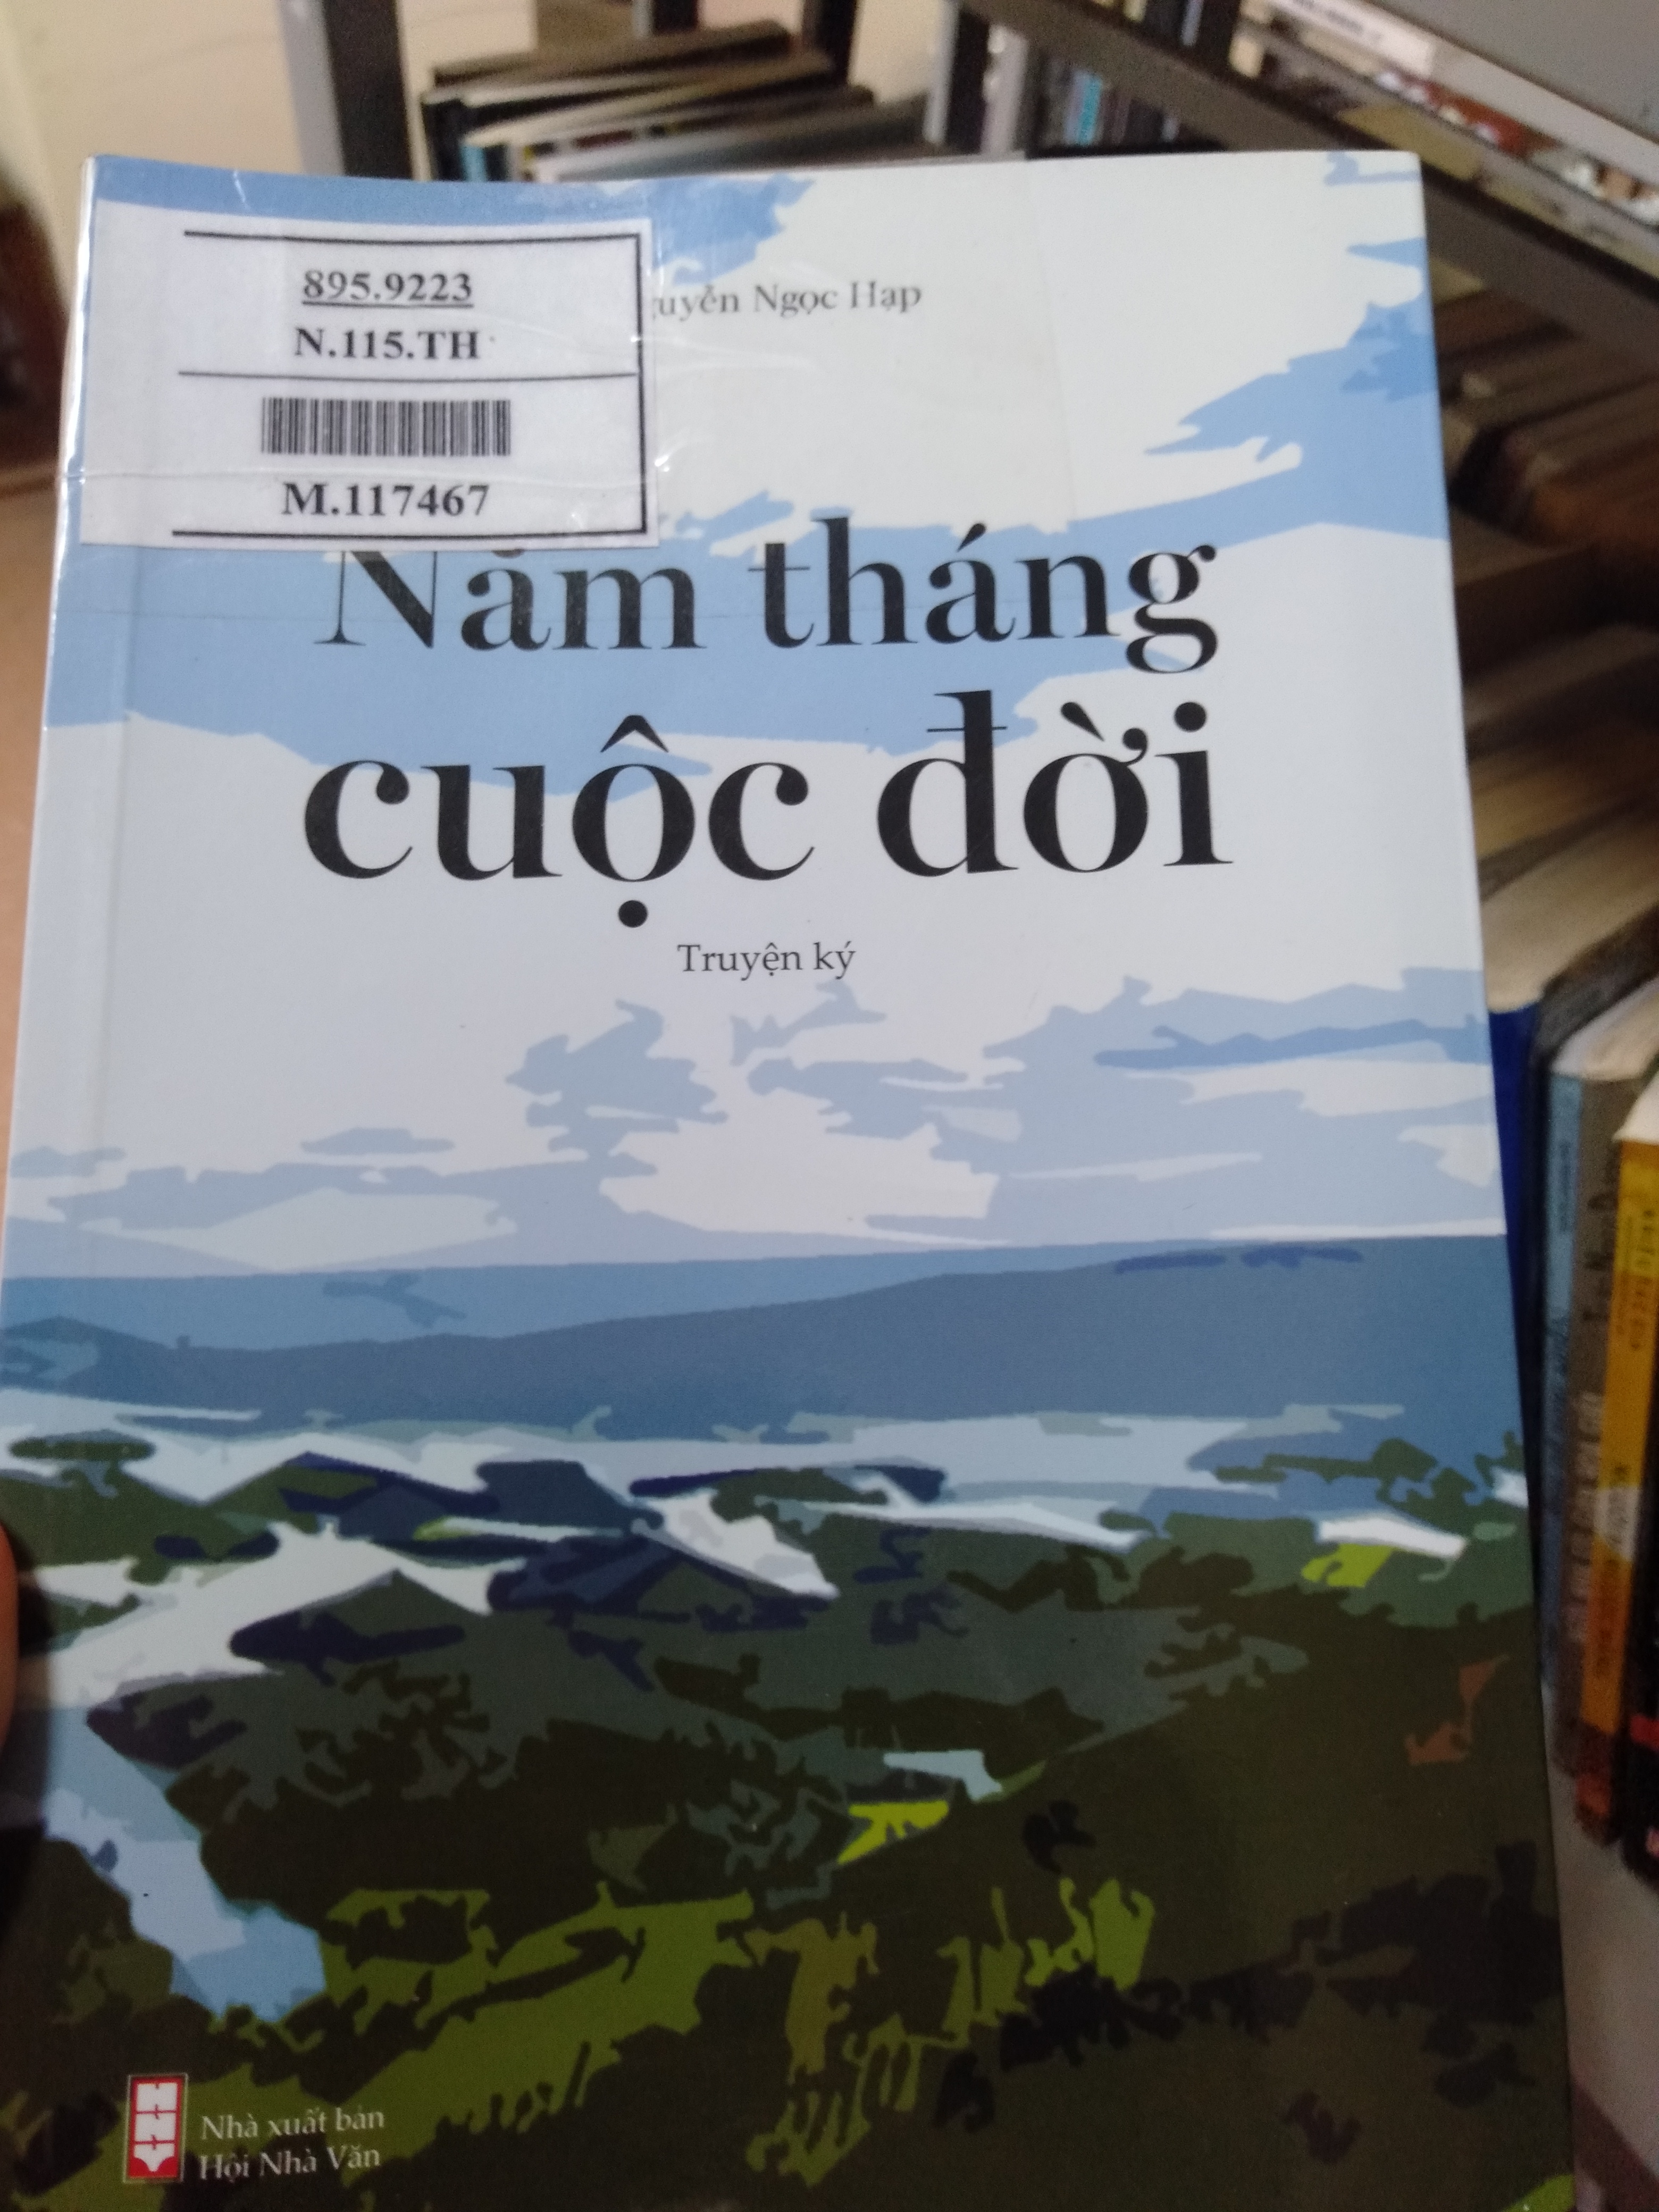 895.9223
N.115.TH
M.117467
guyễn Ngọc Hạp
Năm tháng
cuộc đời
Truyện ký
Nhà xuất bản
Hội Nhà Văn